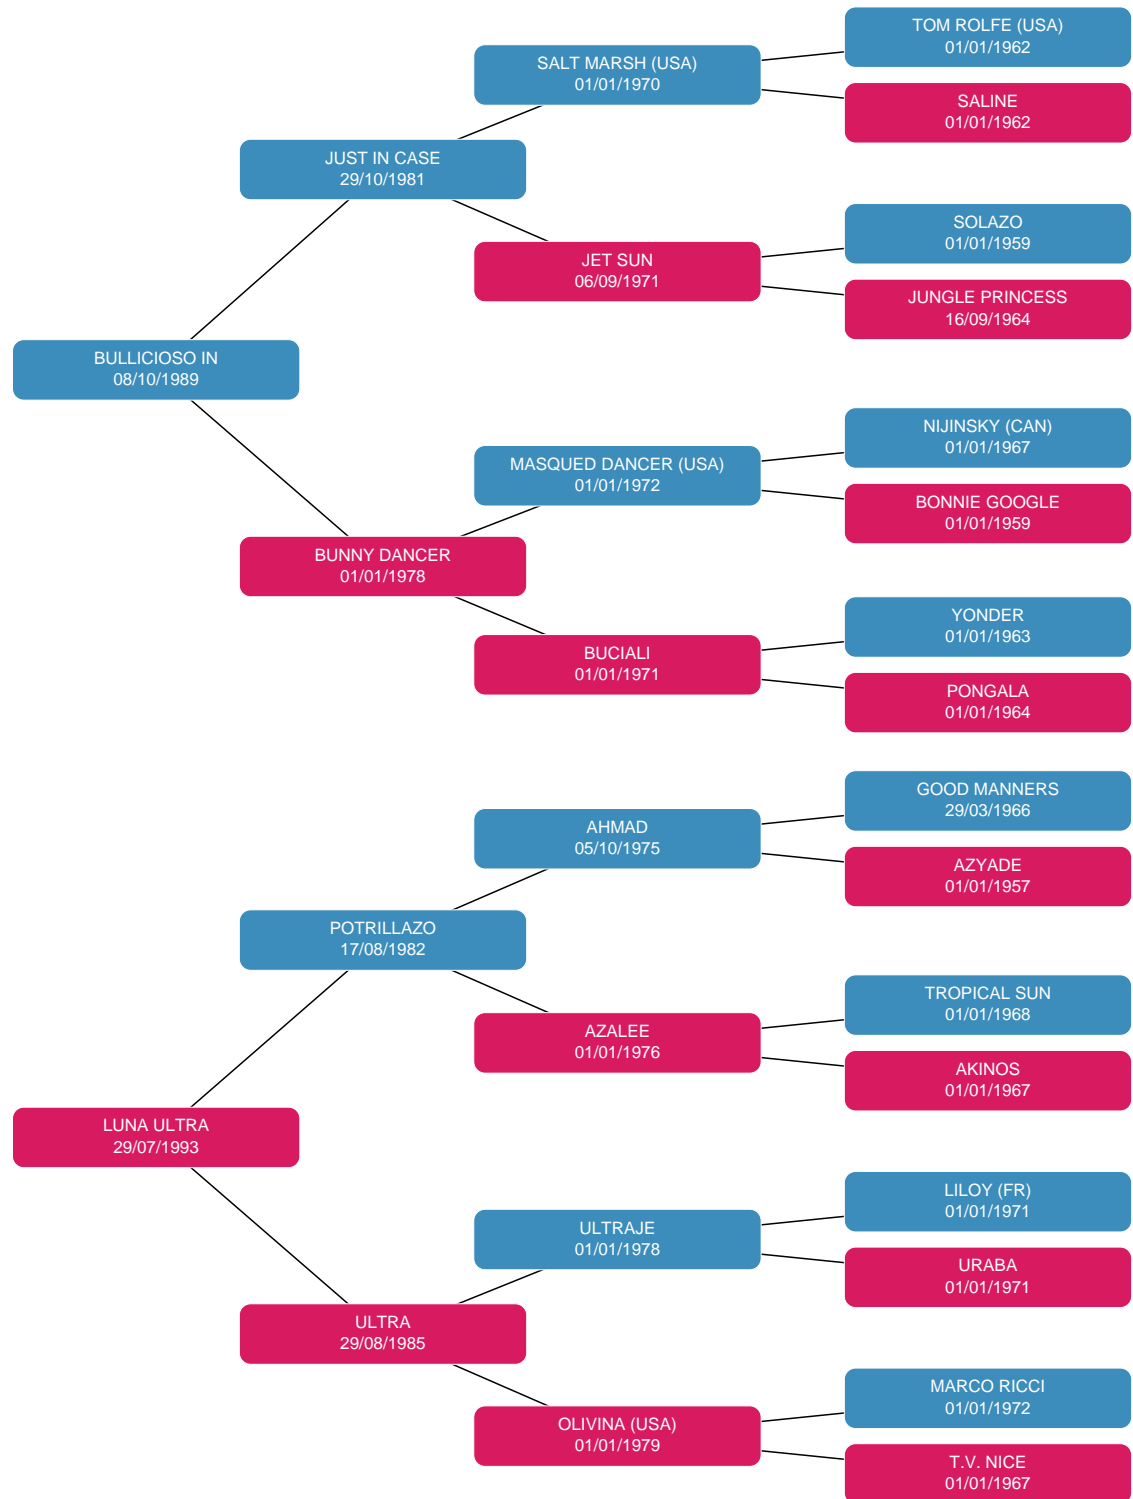 TOM ROLFE (USA)
01/01/1962
SALT MARSH (USA)
01/01/1970
SALINE
01/01/1962
JUST IN CASE
29/10/1981
SOLAZO
01/01/1959
JET SUN
06/09/1971
JUNGLE PRINCESS
16/09/1964
BULLICIOSO IN
08/10/1989
NIJINSKY (CAN)
01/01/1967
MASQUED DANCER (USA)
01/01/1972
BONNIE GOOGLE
01/01/1959
BUNNY DANCER
01/01/1978
YONDER
01/01/1963
BUCIALI
01/01/1971
PONGALA
01/01/1964
GOOD MANNERS
29/03/1966
AHMAD
05/10/1975
AZYADE
01/01/1957
POTRILLAZO
17/08/1982
TROPICAL SUN
01/01/1968
AZALEE
01/01/1976
AKINOS
01/01/1967
LUNA ULTRA
29/07/1993
LILOY (FR)
01/01/1971
ULTRAJE
01/01/1978
URABA
01/01/1971
ULTRA
29/08/1985
MARCO RICCI
01/01/1972
OLIVINA (USA)
01/01/1979
T.V. NICE
01/01/1967